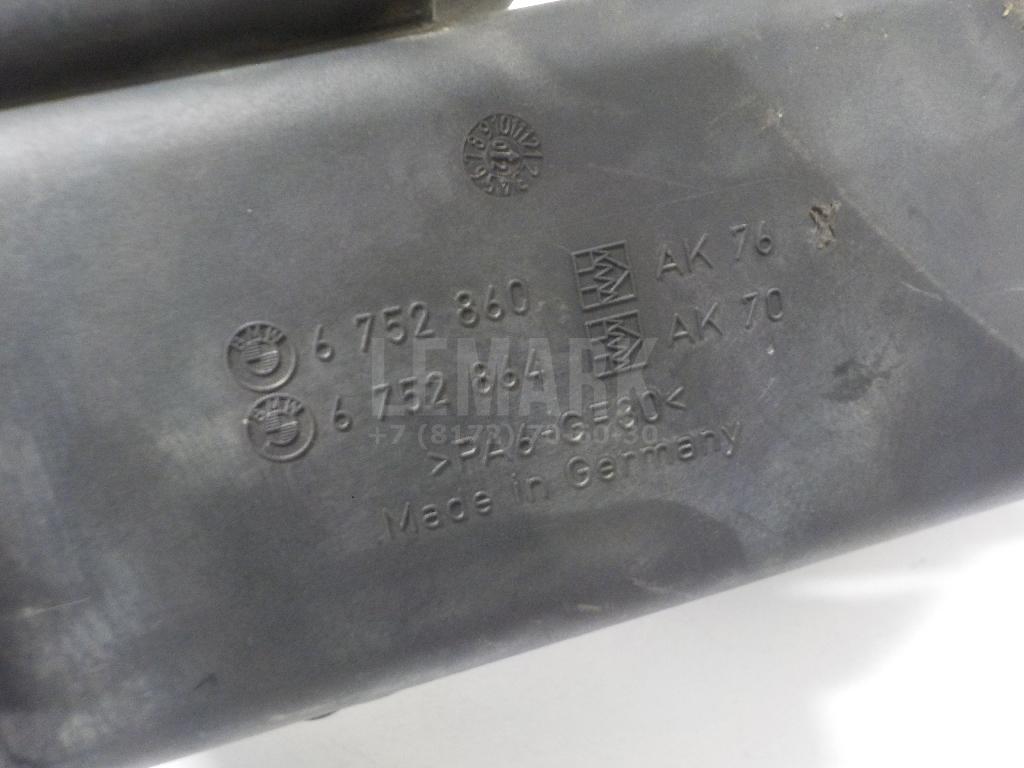 6 752 860 AK 76
6 752 864 AK 70
LEMARK
>PA6-GF30<
Made in Germany